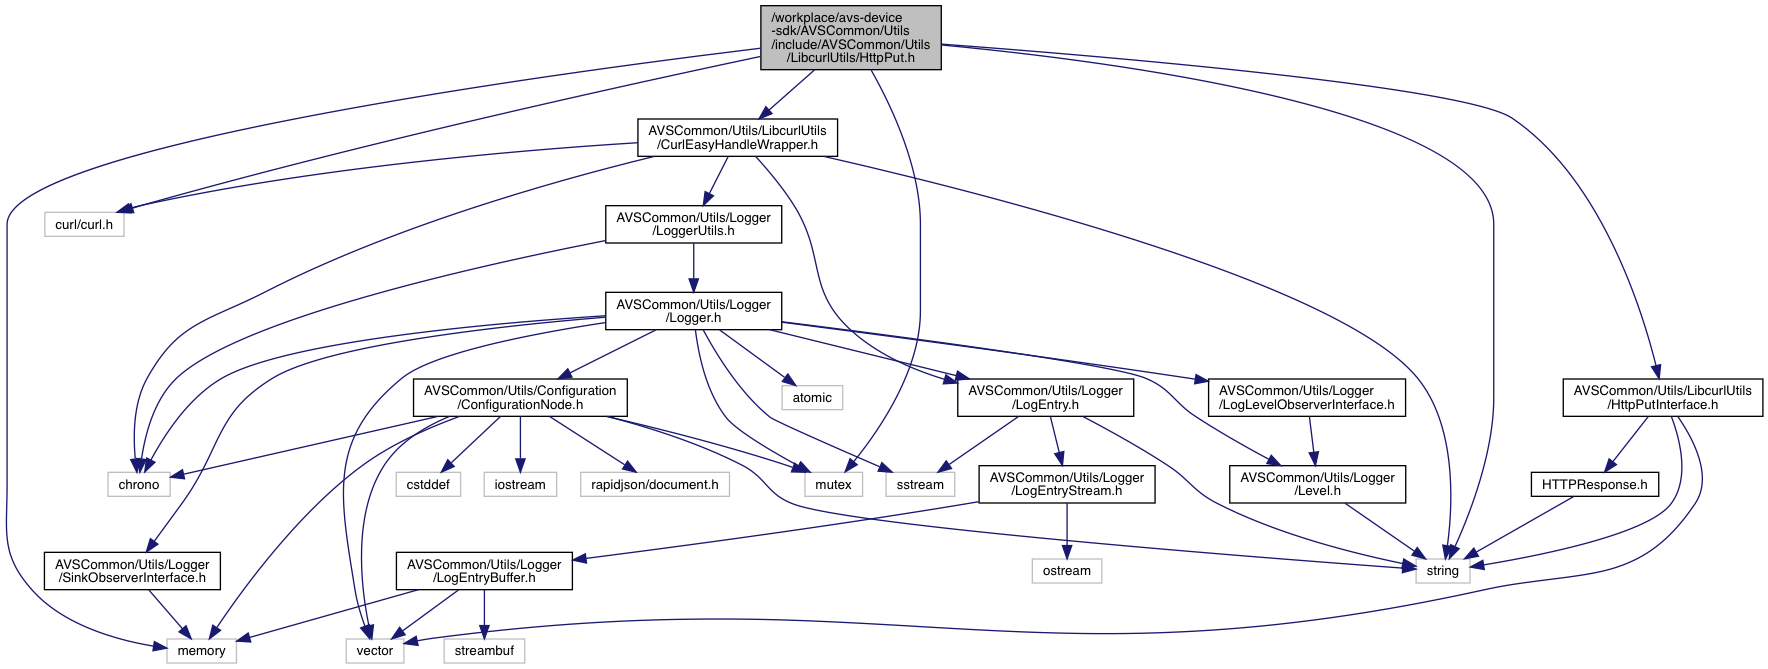 /workplace/avs-device
-sdk/AVSCommon/Utils
/include/AVSCommon/Utils
/LibcurlUtils/HttpPut.h
AVSCommon/Utils/LibcurlUtils
/CurlEasyHandleWrapper.h
curl/curl.h
AVSCommon/Utils/Logger
/LoggerUtils.h
AVSCommon/Utils/Logger
/Logger.h
AVSCommon/Utils/Configuration
/ConfigurationNode.h
atomic
AVSCommon/Utils/Logger
/LogEntry.h
AVSCommon/Utils/Logger
/LogLevelObserverInterface.h
AVSCommon/Utils/LibcurlUtils
/HttpPutInterface.h
chrono
cstddef
iostream
rapidjson/document.h
mutex
sstream
AVSCommon/Utils/Logger
/LogEntryStream.h
AVSCommon/Utils/Logger
/Level.h
HTTPResponse.h
AVSCommon/Utils/Logger
/SinkObserverInterface.h
AVSCommon/Utils/Logger
/LogEntryBuffer.h
ostream
string
memory
vector
streambuf